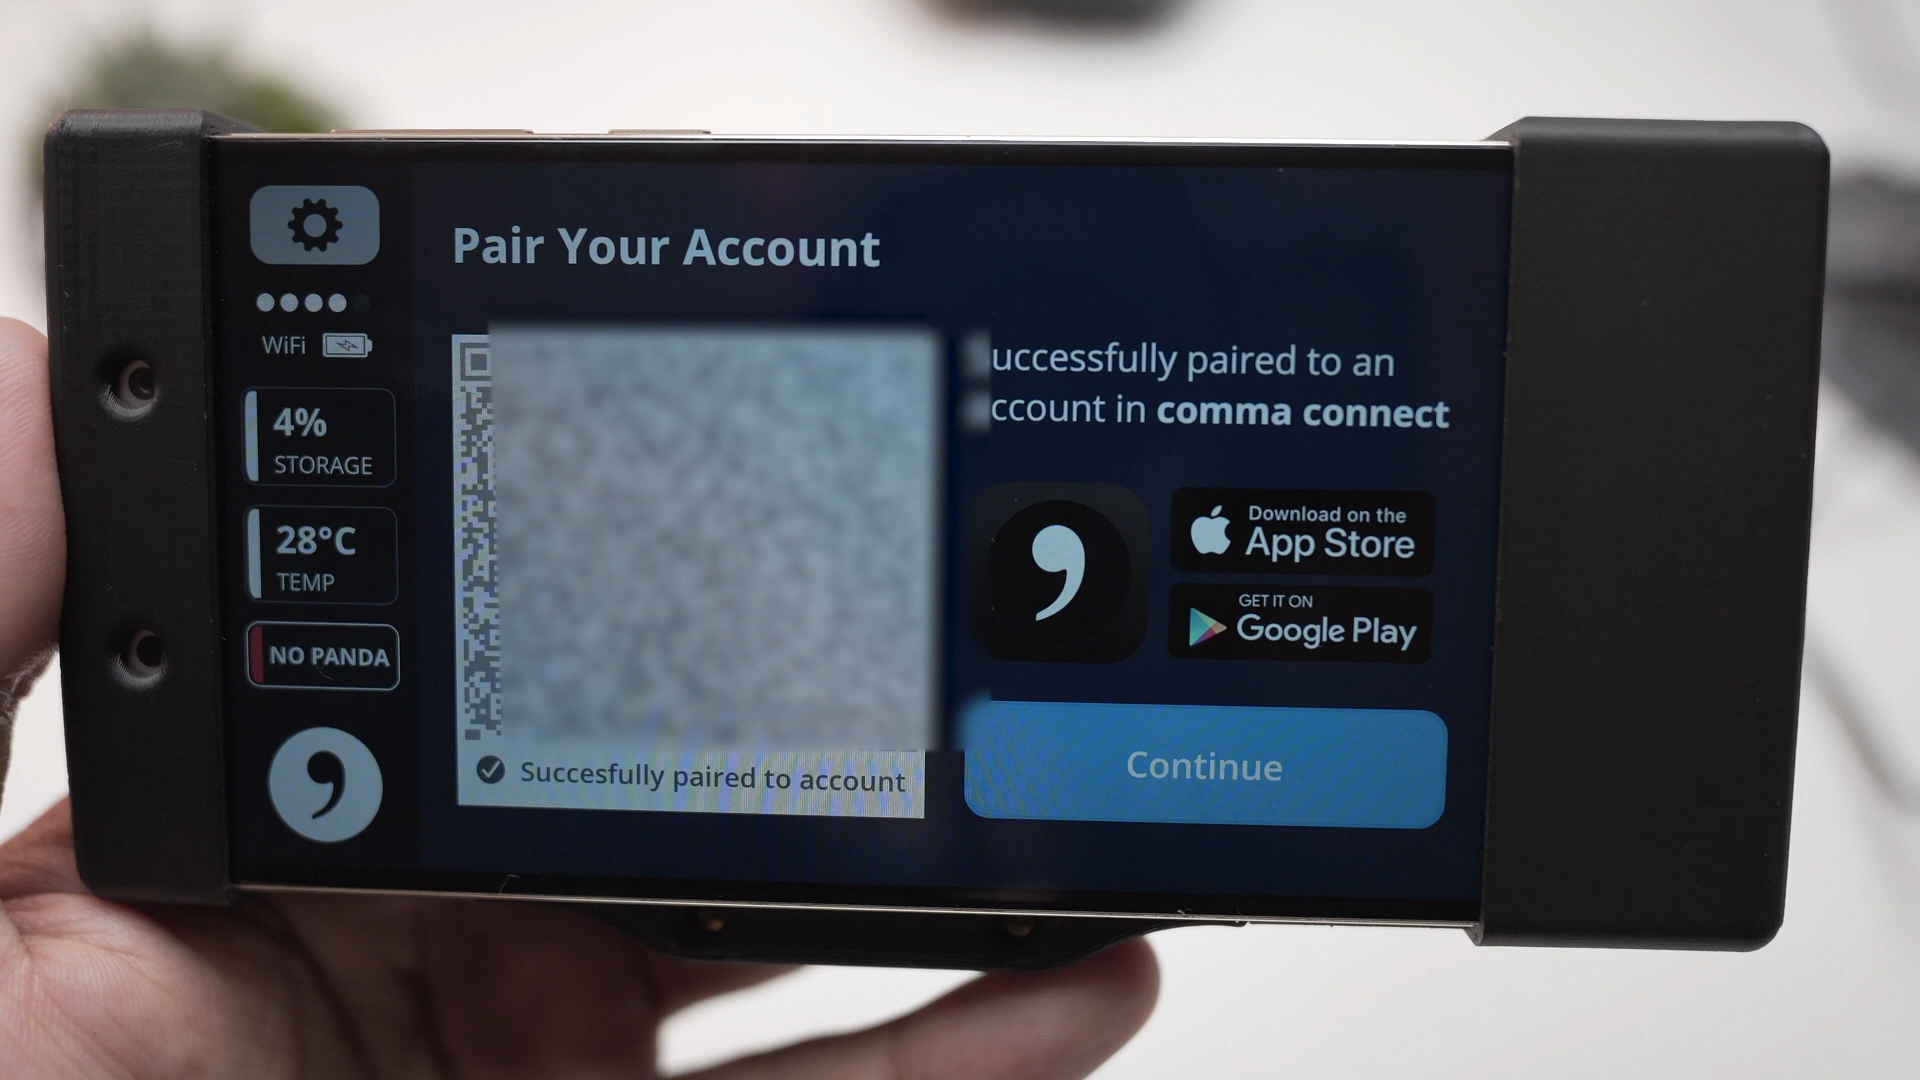 Pair Your Account
WiFi
4%
STORAGE
28°C
TEMP
NO PANDA
Succesfully paired to account
uccessfully paired to an
ccount in comma connect
Download on the
App Store
GET IT ON
Google Play
Continue